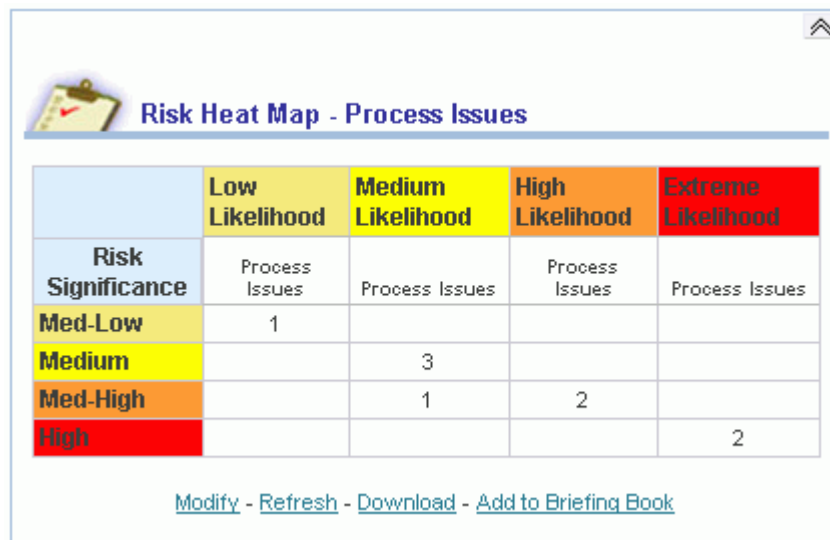 Risk Heat Map - Process Issues
Low Likelihood Medium Likelihood High Likelihood Extreme Likelihood
Risk Significance Process Issues Process Issues Process Issues Process Issues
Med-Low 1
Medium 3
Med-High 1 2
High 2
Modify - Refresh - Download - Add to Briefing Book